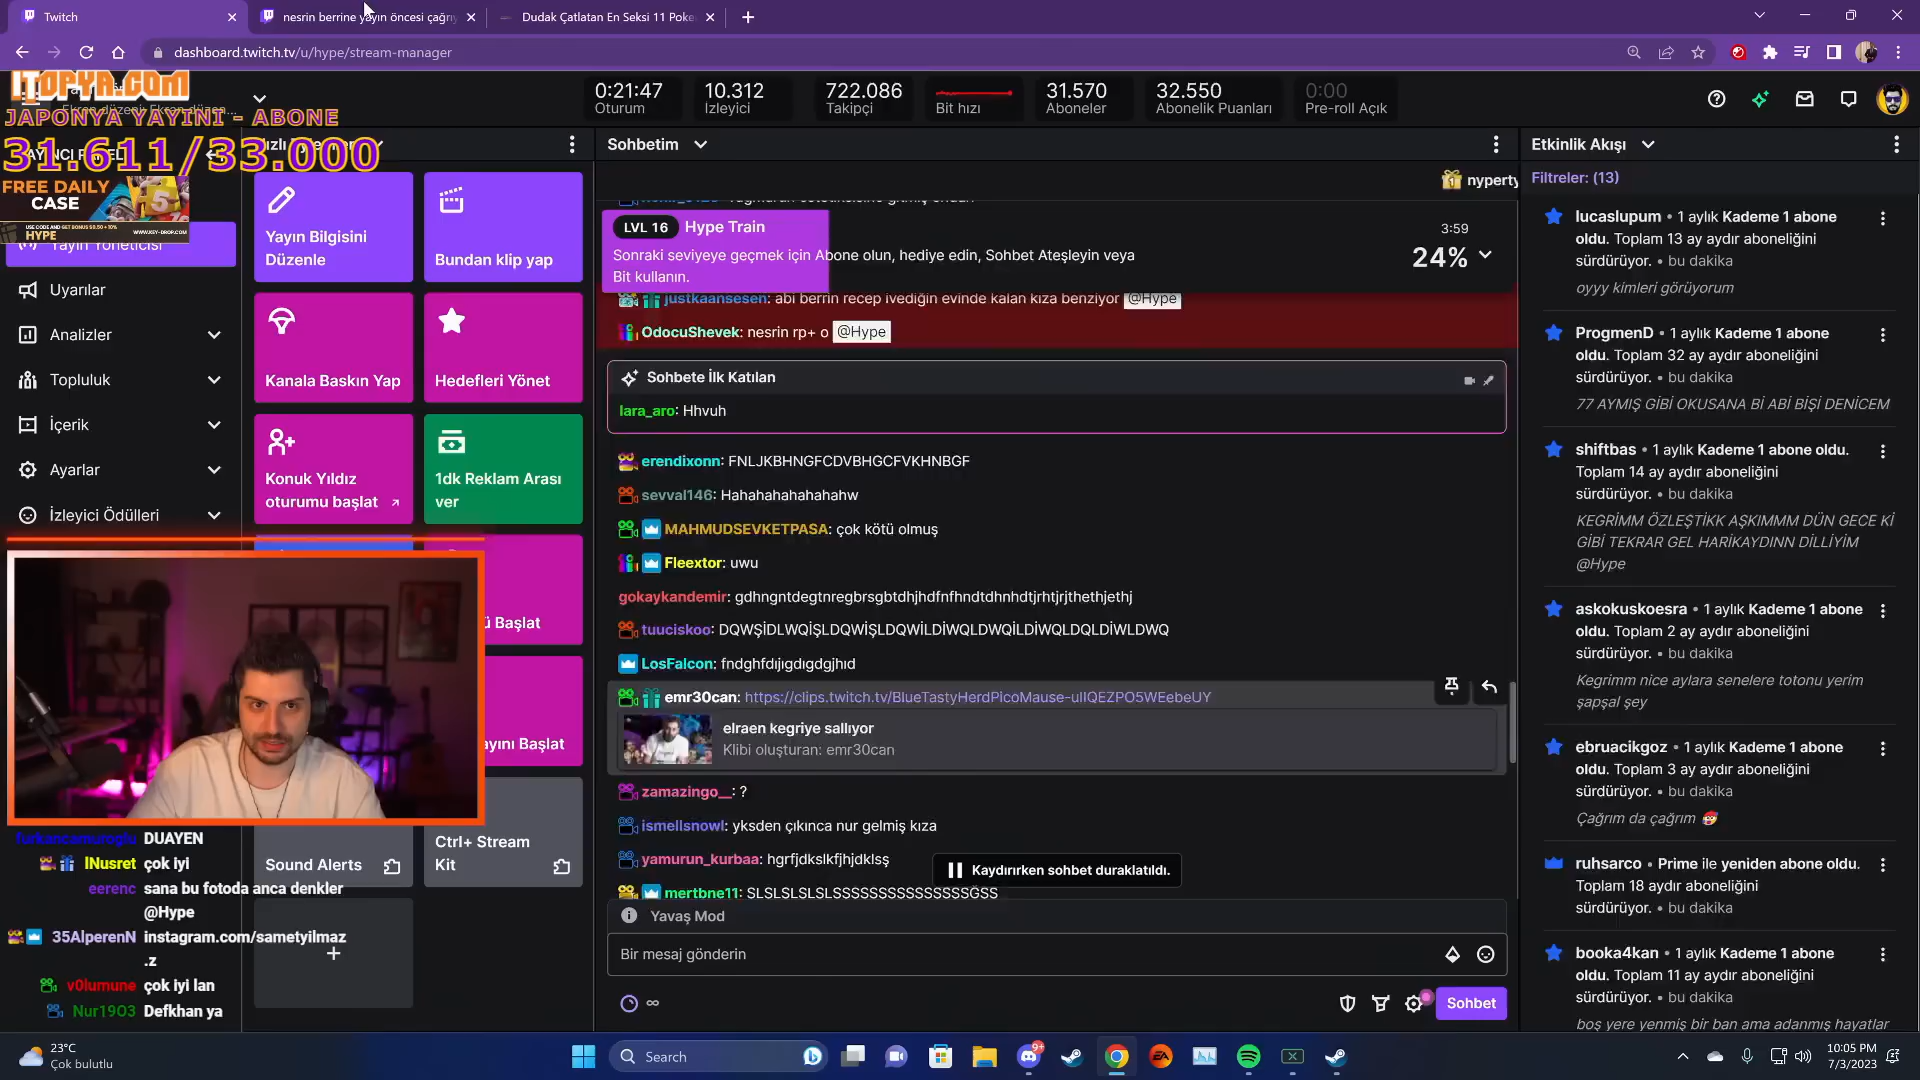 Twitch
nesrin berrine yayın öncesi çağrı
Dudak Çatlatan En Seksi 11 Poke
dashboard.twitch.tv/u/hype/stream-manager
ITOPYA.COM
JAPONYA YAYINI - ABONE
31.611/33.000
FREE DAILY
CASE
HYPE
WWW.KEY-DROP.COM
0:21:47
Oturum
10.312
İzleyici
722.086
Takipçi
Bit hızı
31.570
Aboneler
32.550
Abonelik Puanları
0:00
Pre-roll Açık
Yayın Yöneticisi
Uyarılar
Analizler
Topluluk
İçerik
Ayarlar
İzleyici Ödülleri
Yayın Bilgisini
Düzenle
Bundan klip yap
Kanala Baskın Yap
Hedefleri Yönet
Konuk Yıldız
oturumu başlat
1dk Reklam Arası
ver
ü Başlat
ayını Başlat
Sound Alerts
Ctrl+ Stream
Kit
furkancamuroglu DUAYEN
INusret çok iyi
eerenc sana bu fotoda anca denkler
@Hype
35AlperenN instagram.com/sametyilmaz
.z
v0lumune çok iyi lan
Nur19O3 Defkhan ya
Sohbetim
nyperty
LVL 16 Hype Train
3:59
Sonraki seviyeye geçmek için Abone olun, hediye edin, Sohbet Ateşleyin veya
Bit kullanın.
24%
justkaansesen: abi berrin recep ivediğin evinde kalan kıza benziyor @Hype
OdocuShevek: nesrin rp+ o @Hype
Sohbete İlk Katılan
lara_aro: Hhvuh
erendixonn: FNLJKBHNGFCDVBHGCFVKHNBGF
sevval146: Hahahahahahahahw
MAHMUDSEVKETPASA: çok kötü olmuş
Fleextor: uwu
gokaykandemir: gdhngntdegtnregbrsgbtdhjhdfnfhndtdhnhdtjrhtjrjthethjethj
tuuciskoo: DQWŞİDLWQİŞLDQWİŞLDQWİLDİWQLDWQİLDİWQLDQLDİWLDWQ
LosFalcon: fndghfdıjıgdıgdgjhıd
emr30can: https://clips.twitch.tv/BlueTastyHerdPicoMause-ulIQEZPO5WEebeUY
elraen kegriye sallıyor
Klibi oluşturan: emr30can
zamazingo__: ?
ismellsnowl: yksden çıkınca nur gelmiş kıza
yamurun_kurbaa: hgrfjdkslkfjhjdklsş
Kaydırırken sohbet duraklatıldı.
mertbne11: SLSLSLSLSLSSSSSSSSSSSSSSSGSS
Yavaş Mod
Bir mesaj gönderin
Sohbet
Etkinlik Akışı
Filtreler: (13)
lucaslupum • 1 aylık Kademe 1 abone
oldu. Toplam 13 ay aydır aboneliğini
sürdürüyor. • bu dakika
oyyy kimleri görüyorum
ProgmenD • 1 aylık Kademe 1 abone
oldu. Toplam 32 ay aydır aboneliğini
sürdürüyor. • bu dakika
77 AYMIŞ GİBİ OKUSANA Bİ ABİ BİŞİ DENİCEM
shiftbas • 1 aylık Kademe 1 abone oldu.
Toplam 14 ay aydır aboneliğini
sürdürüyor. • bu dakika
KEGRİMM ÖZLEŞTİKK AŞKIMMM DÜN GECE Kİ
GİBİ TEKRAR GEL HARİKAYDINN DİLLİYİM
@Hype
askokuskoesra • 1 aylık Kademe 1 abone
oldu. Toplam 2 ay aydır aboneliğini
sürdürüyor. • bu dakika
Kegrimm nice aylara senelere totonu yerim
şapşal şey
ebruacikgoz • 1 aylık Kademe 1 abone
oldu. Toplam 3 ay aydır aboneliğini
sürdürüyor. • bu dakika
Çağrım da çağrım
ruhsarco • Prime ile yeniden abone oldu.
Toplam 18 aydır aboneliğini
sürdürüyor. • bu dakika
booka4kan • 1 aylık Kademe 1 abone
oldu. Toplam 11 ay aydır aboneliğini
sürdürüyor. • bu dakika
boş yere yenmiş bir ban ama adanmış hayatlar
23°C
Çok bulutlu
Search
9+
10:05 PM
7/3/2023